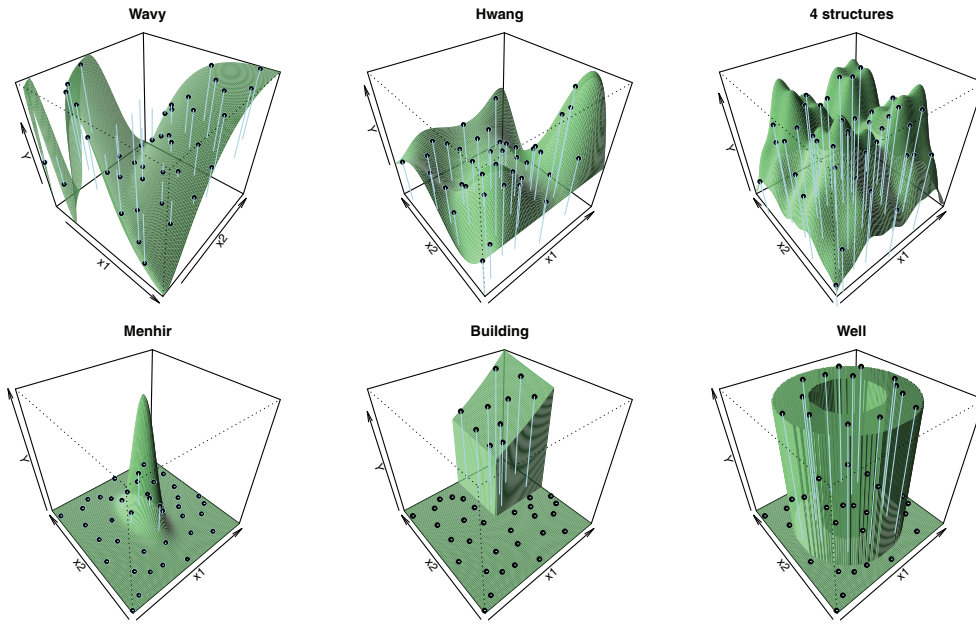 Wavy
Hwang
4 structures
Y
x1
x2
Y
x2
x1
Y
x2
x1
Menhir
Building
Well
Y
x2
x1
Y
x2
x1
Y
x2
x1